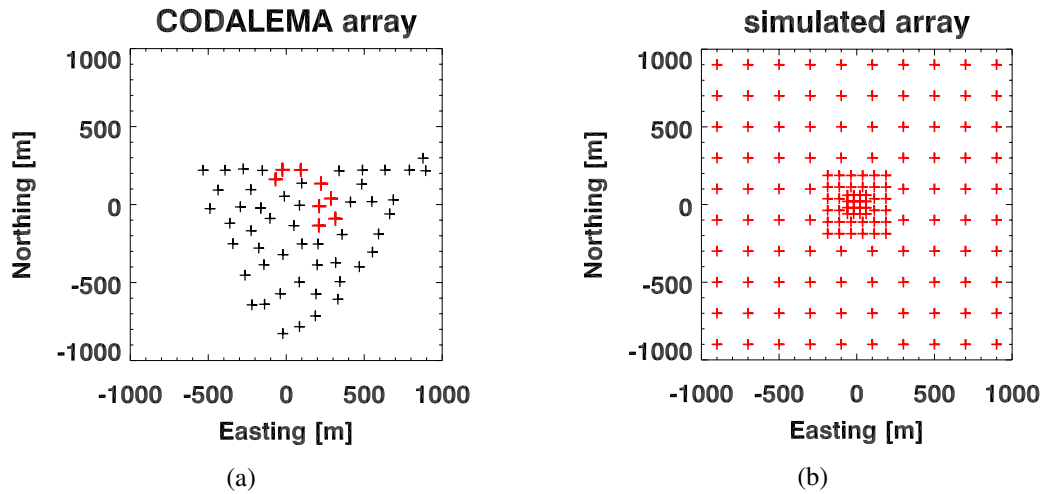 CODALEMA array
1000
500
0
-500
-1000
Northing [m]
-1000 -500 0 500 1000
Easting [m]
(a)
simulated array
1000
500
0
-500
-1000
Northing [m]
-1000 -500 0 500 1000
Easting [m]
(b)